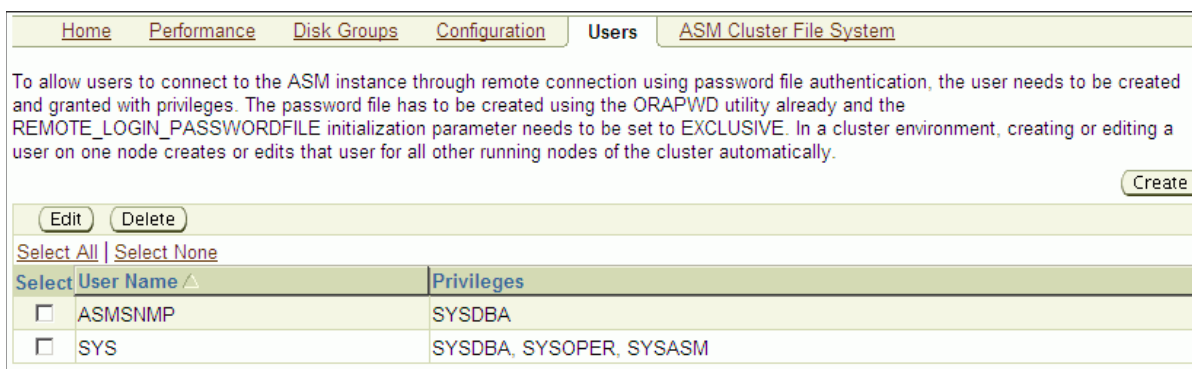 Home Performance Disk Groups Configuration Users ASM Cluster File System
To allow users to connect to the ASM instance through remote connection using password file authentication, the user needs to be created
and granted with privileges. The password file has to be created using the ORAPWD utility already and the
REMOTE_LOGIN_PASSWORDFILE initialization parameter needs to be set to EXCLUSIVE. In a cluster environment, creating or editing a
user on one node creates or edits that user for all other running nodes of the cluster automatically.
Create
Edit Delete
Select All | Select None
Select User Name Privileges
ASMSNMP SYSDBA
SYS SYSDBA, SYSOPER, SYSASM